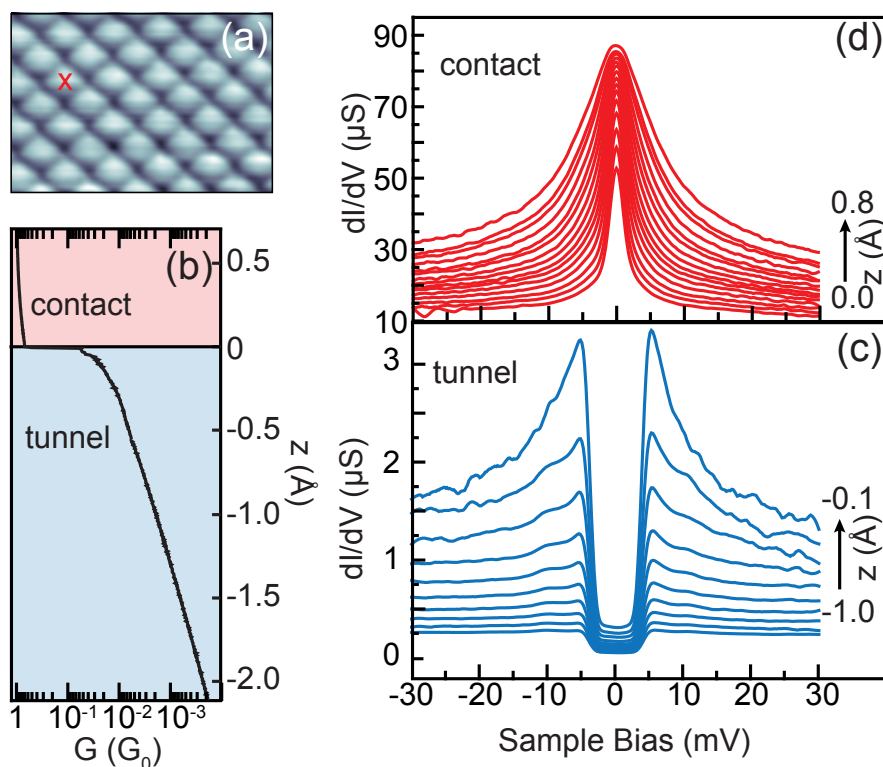 (a)
x
(b)
contact
tunnel
0.5
0
-0.5
-1.0
-1.5
-2.0
z (Å)
1 10⁻¹ 10⁻² 10⁻³
G (G₀)
(d)
contact
90
70
50
30
10
dI/dV (µS)
0.8
0.0
z (Å)
(c)
tunnel
3
2
1
0
dI/dV (µS)
-0.1
-1.0
z (Å)
-30 -20 -10 0 10 20 30
Sample Bias (mV)